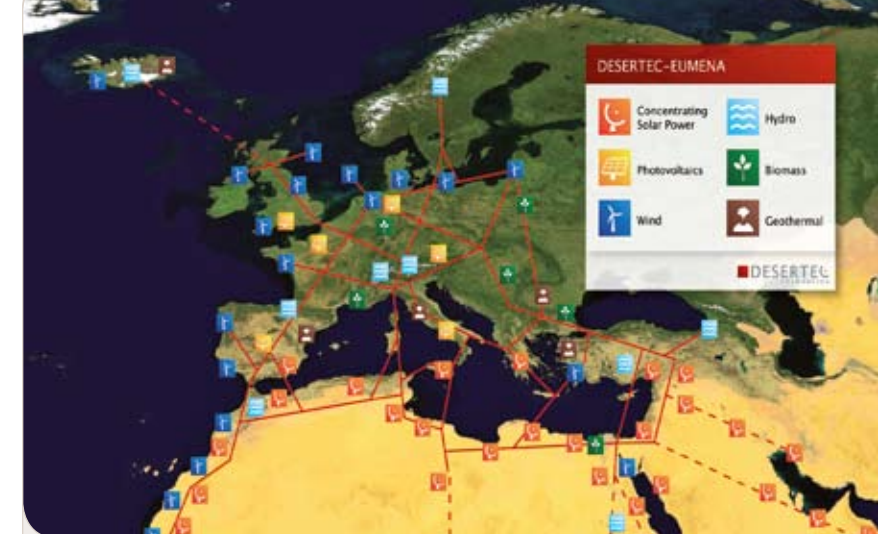 DESERTEC-EUMENA
Concentrating
Solar Power
Hydro
Photovoltaics
Biomass
Wind
Geothermal
DESERTEC